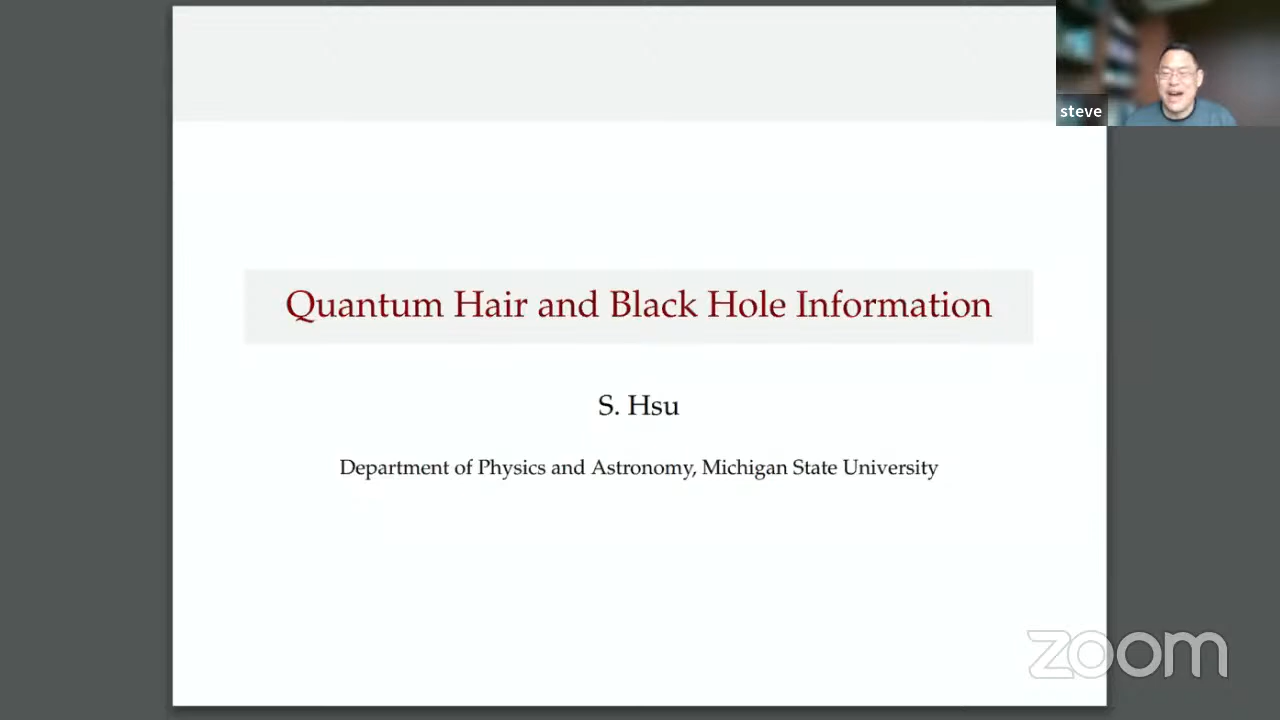 steve
Quantum Hair and Black Hole Information
S. Hsu
Department of Physics and Astronomy, Michigan State University
zoom